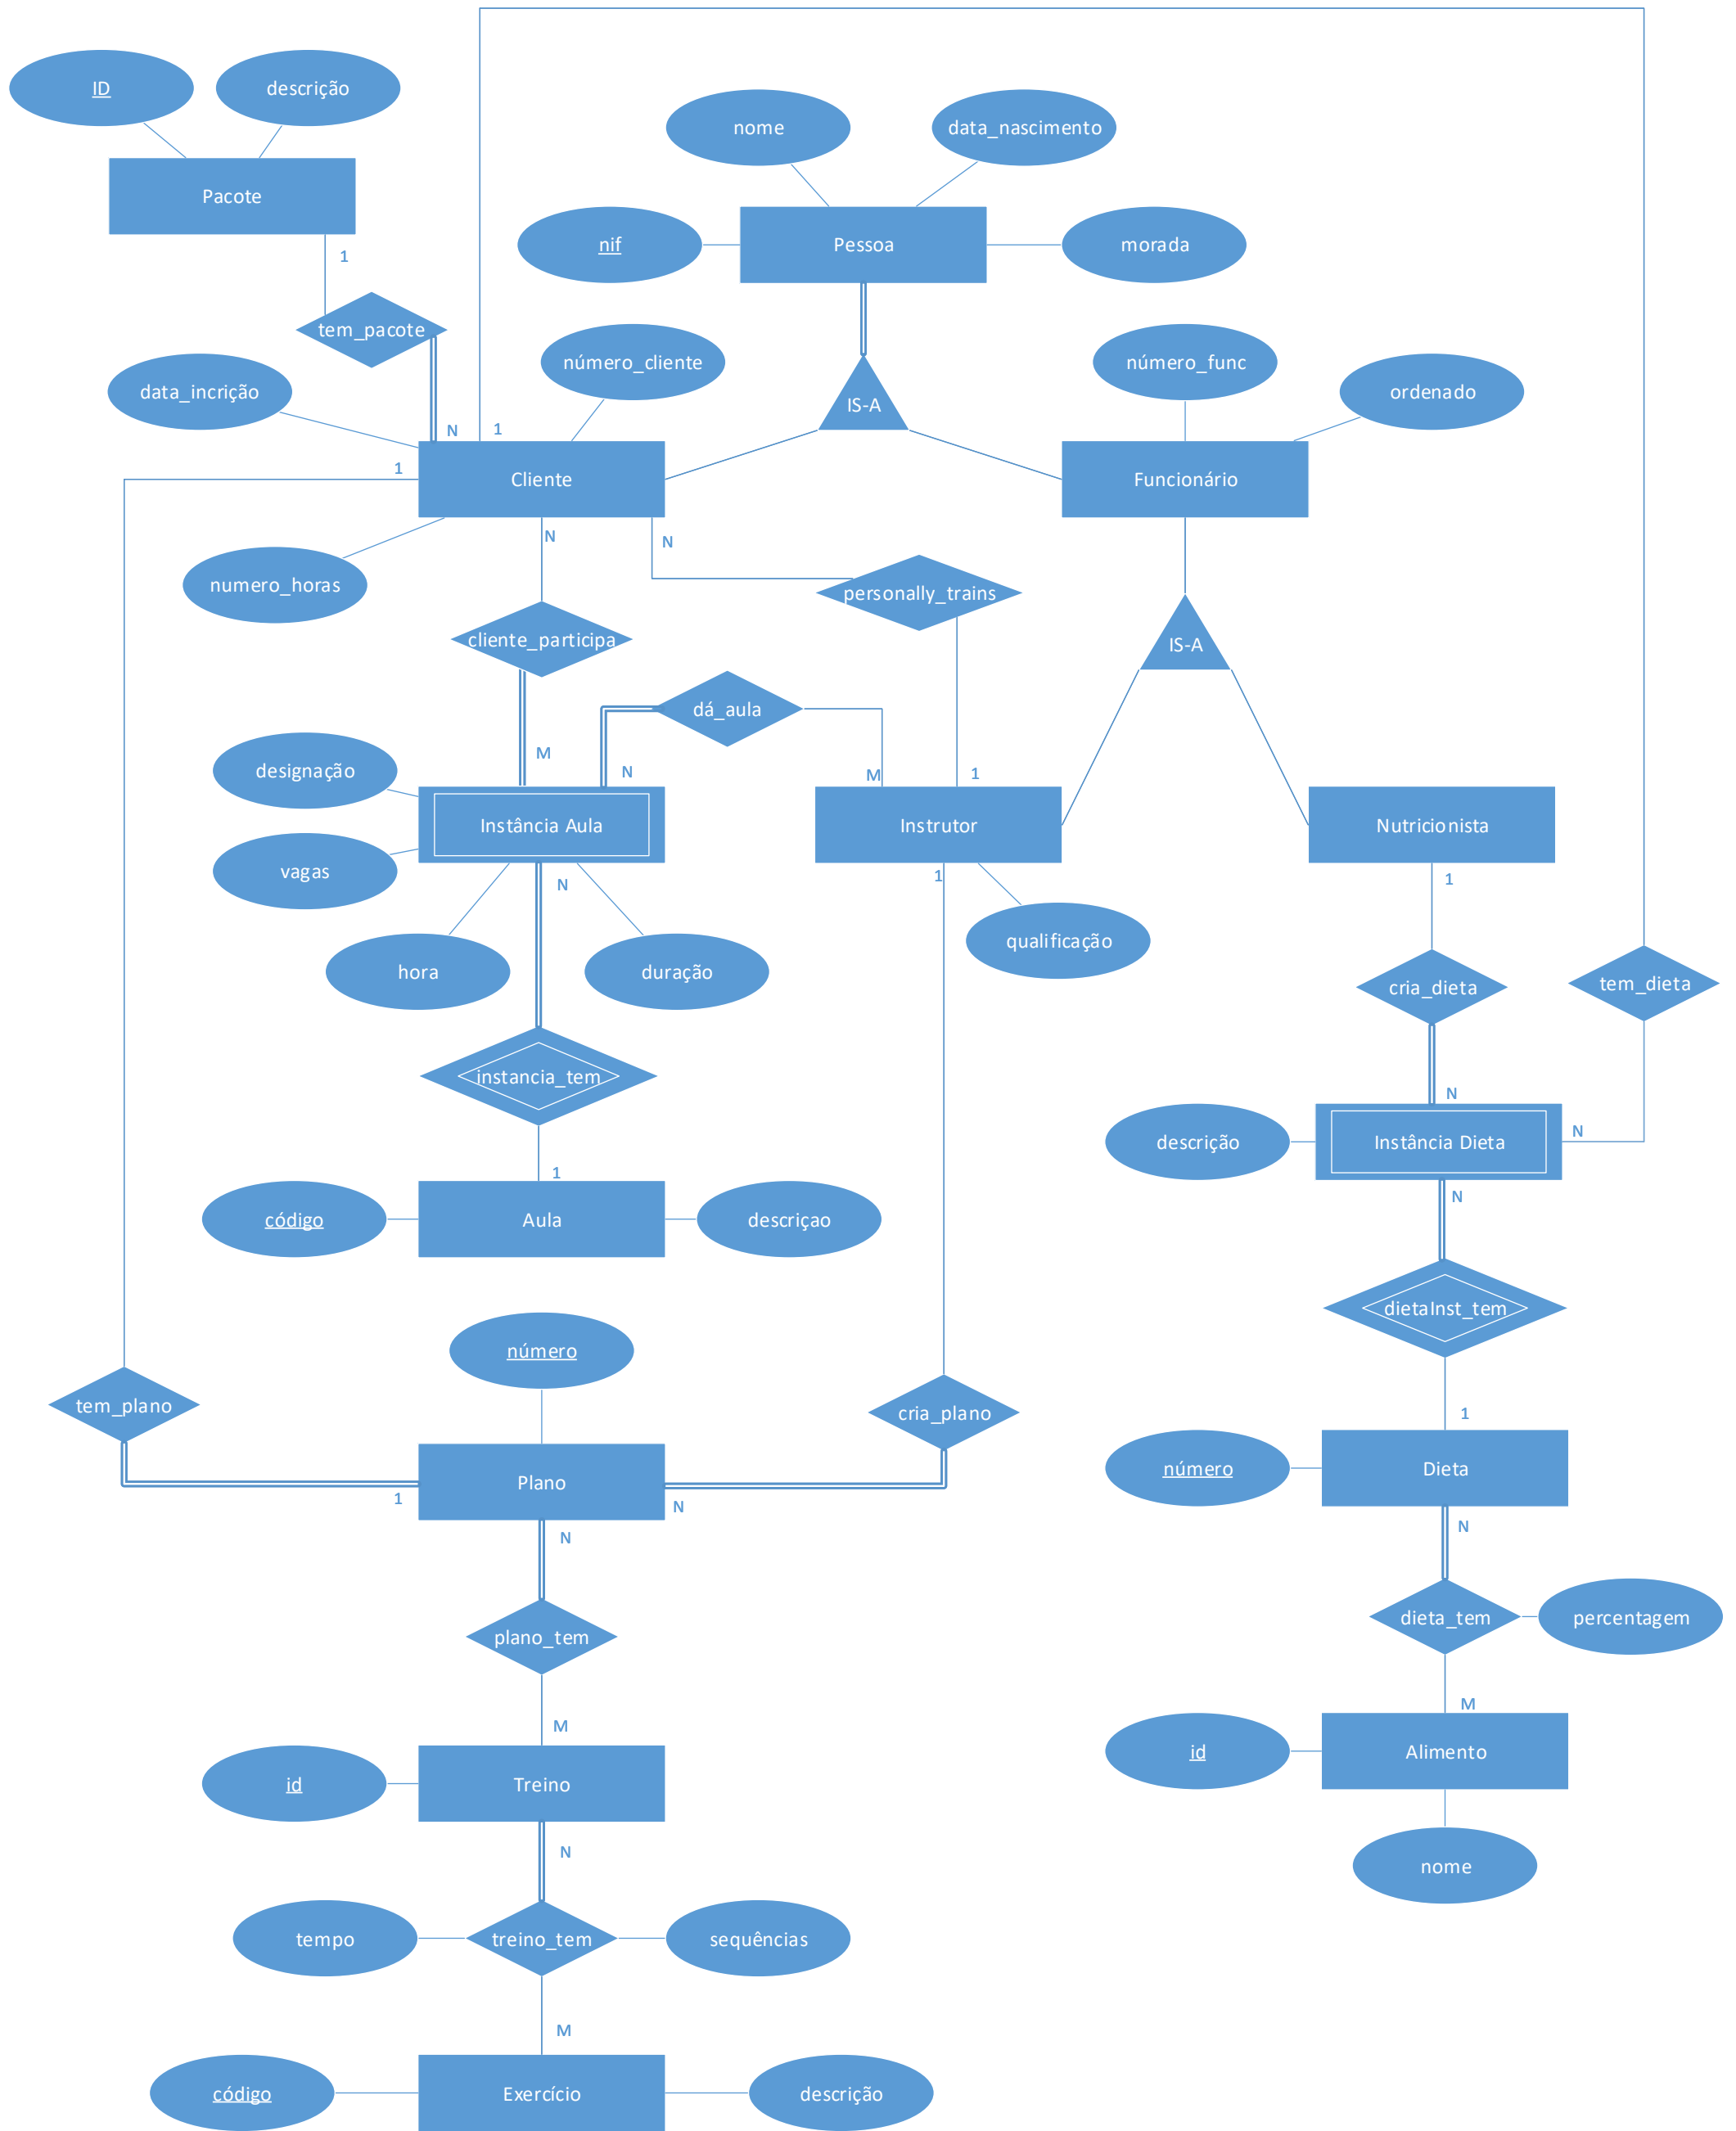 ID
descrição
nome
data_nascimento
Pacote
nif
Pessoa
morada
1
tem_pacote
número_cliente
número_func
data_incrição
ordenado
IS-A
N
1
1
Cliente
Funcionário
N
N
numero_horas
personally_trains
cliente_participa
IS-A
dá_aula
M
designação
N
M
1
Instância Aula
Instrutor
Nutricionista
vagas
N
1
1
qualificação
hora
duração
cria_dieta
tem_dieta
instancia_tem
N
descrição
Instância Dieta
N
1
N
código
Aula
descriçao
dietaInst_tem
número
tem_plano
cria_plano
1
número
Dieta
Plano
1
N
N
N
dieta_tem
percentagem
plano_tem
M
M
id
Alimento
Treino
id
N
nome
tempo
treino_tem
sequências
M
código
Exercício
descrição